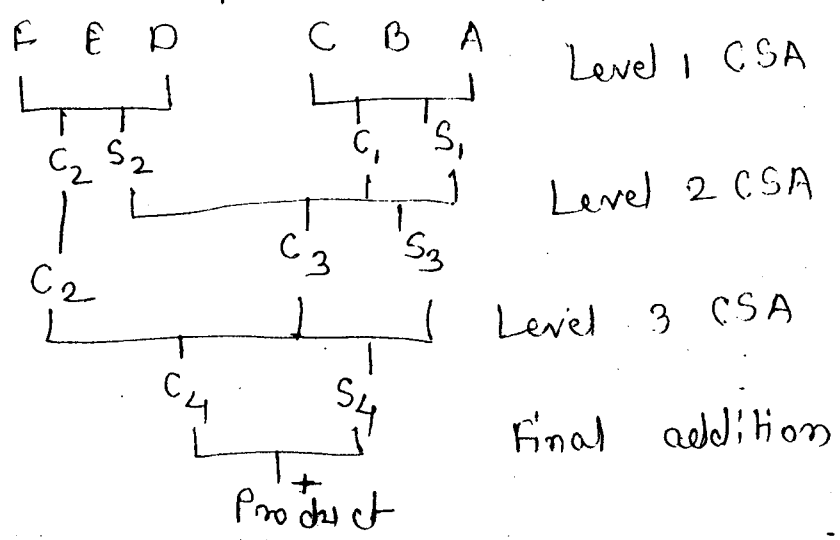 F E D C B A Level 1 CSA
C2 S2 C1 S1
Level 2 CSA
C2 C3 S3
Level 3 CSA
C4 S4
Final addition
+
Product